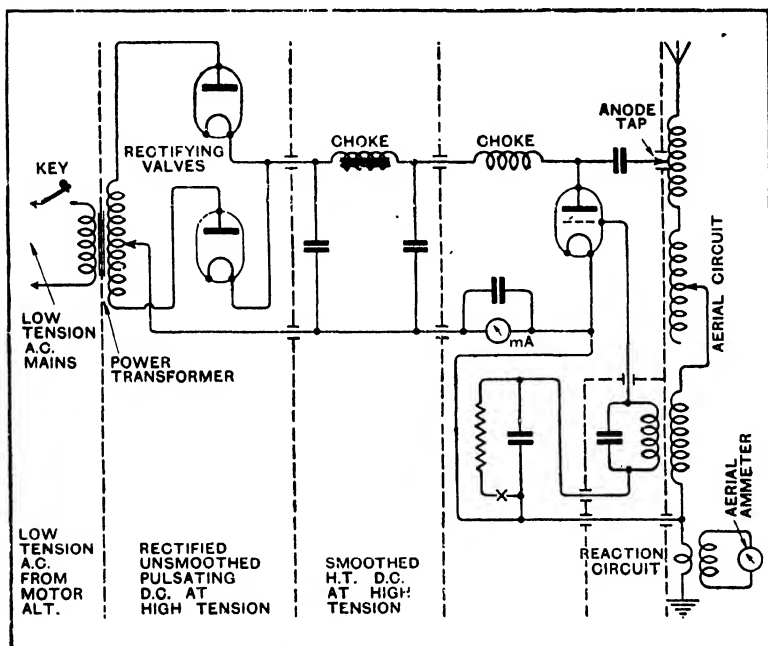 ANODE
TAP
KEY
RECTIFYING
VALVES
CHOKE
CHOKE
AERIAL CIRCUIT
LOW
TENSION
A.C.
MAINS
POWER
TRANSFORMER
mA
AERIAL
AMMETER
LOW
TENSION
A.C.
FROM
MOTOR
ALT.
RECTIFIED
UNSMOOTHED
PULSATING
D.C. AT
HIGH TENSION
SMOOTHED
H.T. D.C.
AT HIGH
TENSION
REACTION
CIRCUIT